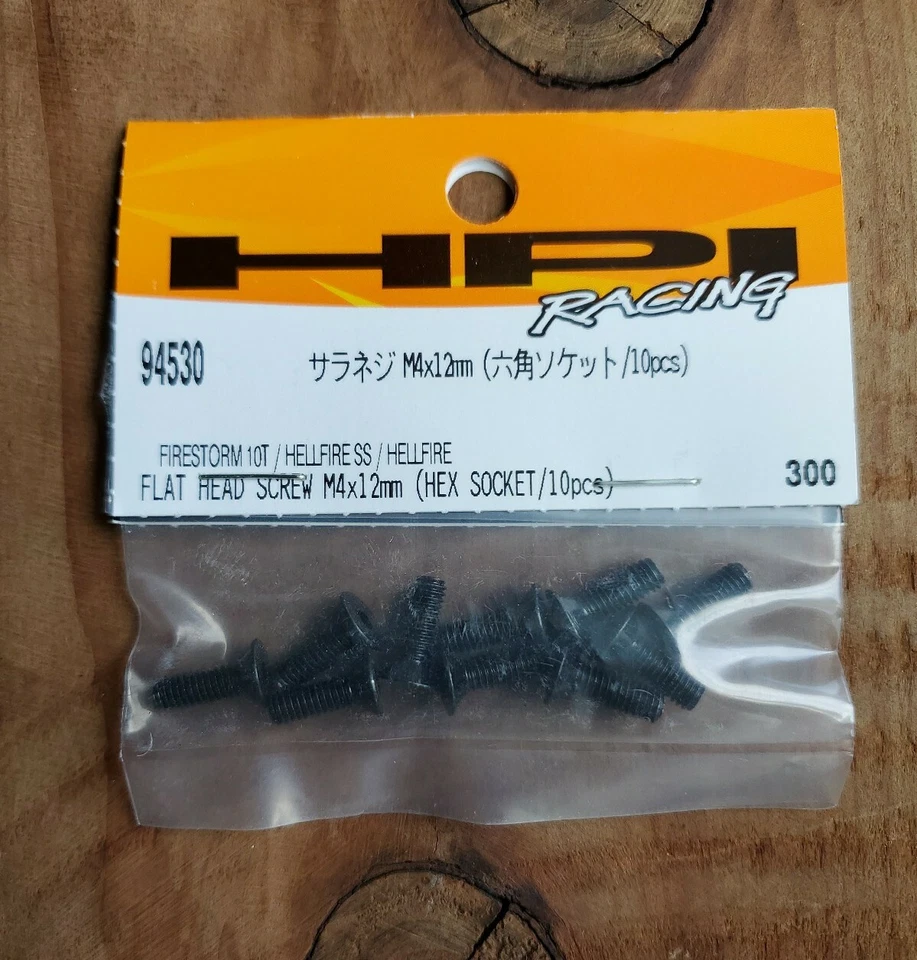 HPI
RACING
94530
サラネジ M4x12mm (六角ソケット/10pcs)
FIRESTORM 10T / HELLFIRE SS / HELLFIRE
FLAT HEAD SCREW M4x12mm (HEX SOCKET/10pcs)
300